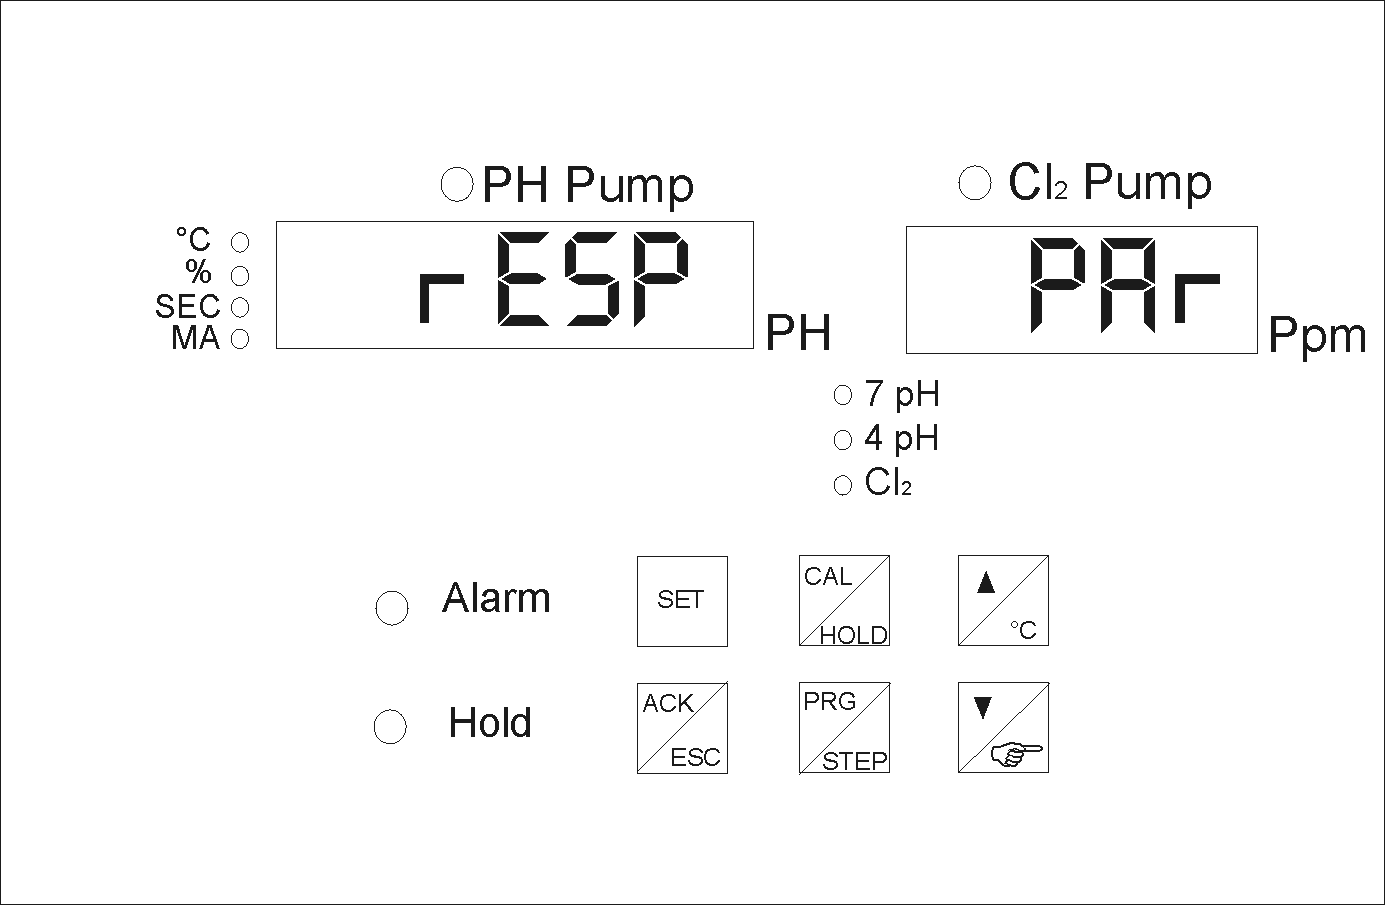 PH Pump
Cl₂ Pump
°C
%
SEC
MA
rESP
PH
PAr
Ppm
7 pH
4 pH
Cl₂
Alarm
SET
CAL
HOLD
▲
°C
Hold
ACK
ESC
PRG
STEP
▼